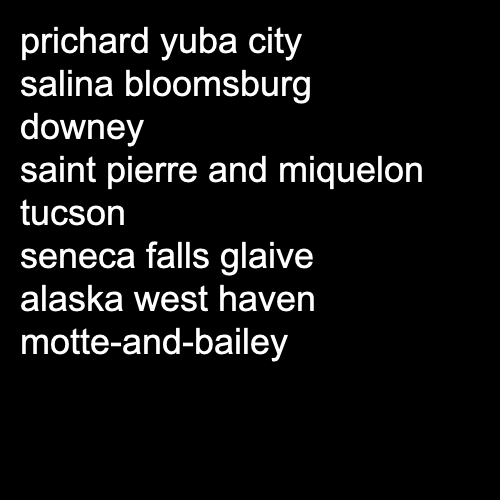 prichard yuba city
salina bloomsburg
downey
saint pierre and miquelon
tucson
seneca falls glaive
alaska west haven
motte-and-bailey